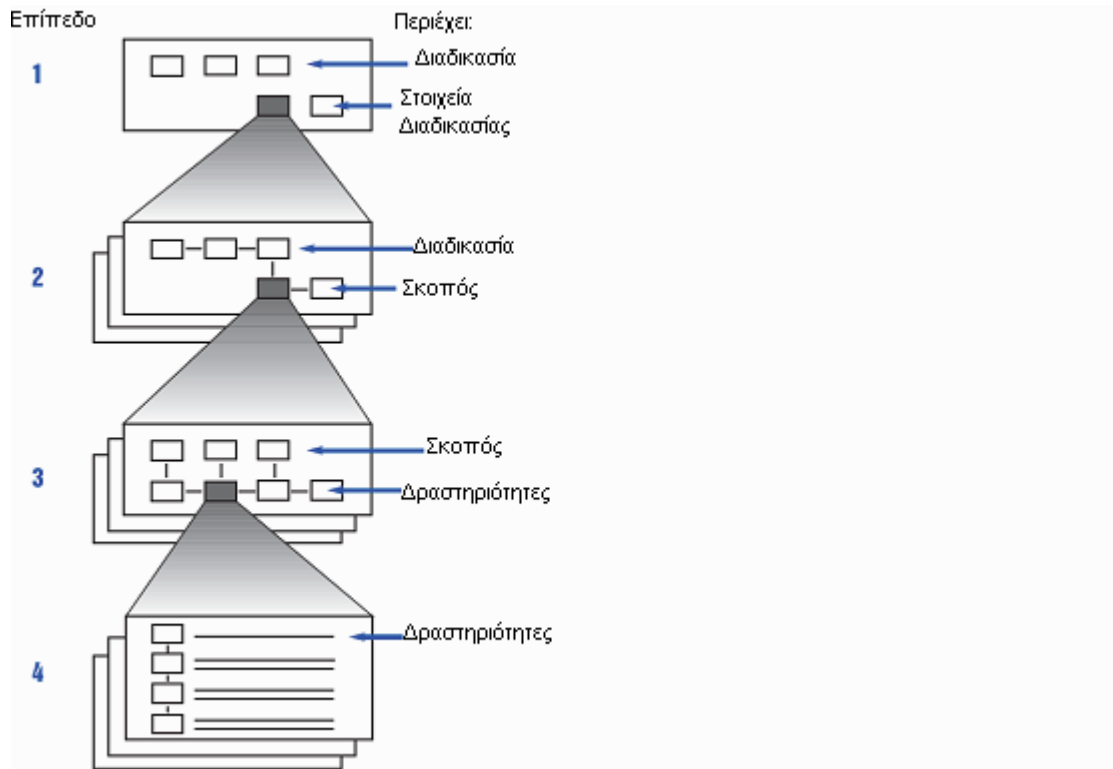 Επίπεδο
Περιέχει:
1
Διαδικασία
Στοιχεία
Διαδικασίας
2
Διαδικασία
Σκοπός
3
Σκοπός
Δραστηριότητες
4
Δραστηριότητες